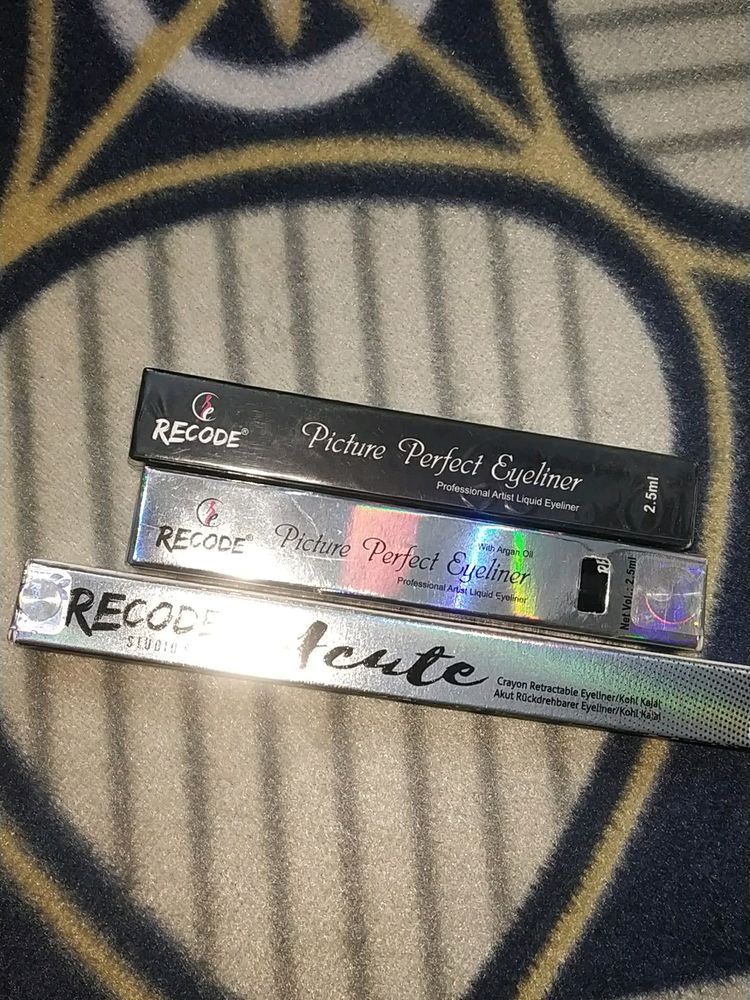 RECODE®
Picture Perfect Eyeliner
Professional Artist Liquid Eyeliner
2.5ml
RECODE®
With Argan Oil
Picture Perfect Eyeliner
Professional Artist Liquid Eyeliner
Net Vol.: 2.5ml
RECODE
STUDIO
Acute
Crayon Retractable Eyeliner/Kohl Kajal
Akut Rückdrehbarer Eyeliner/Kohl Kajal